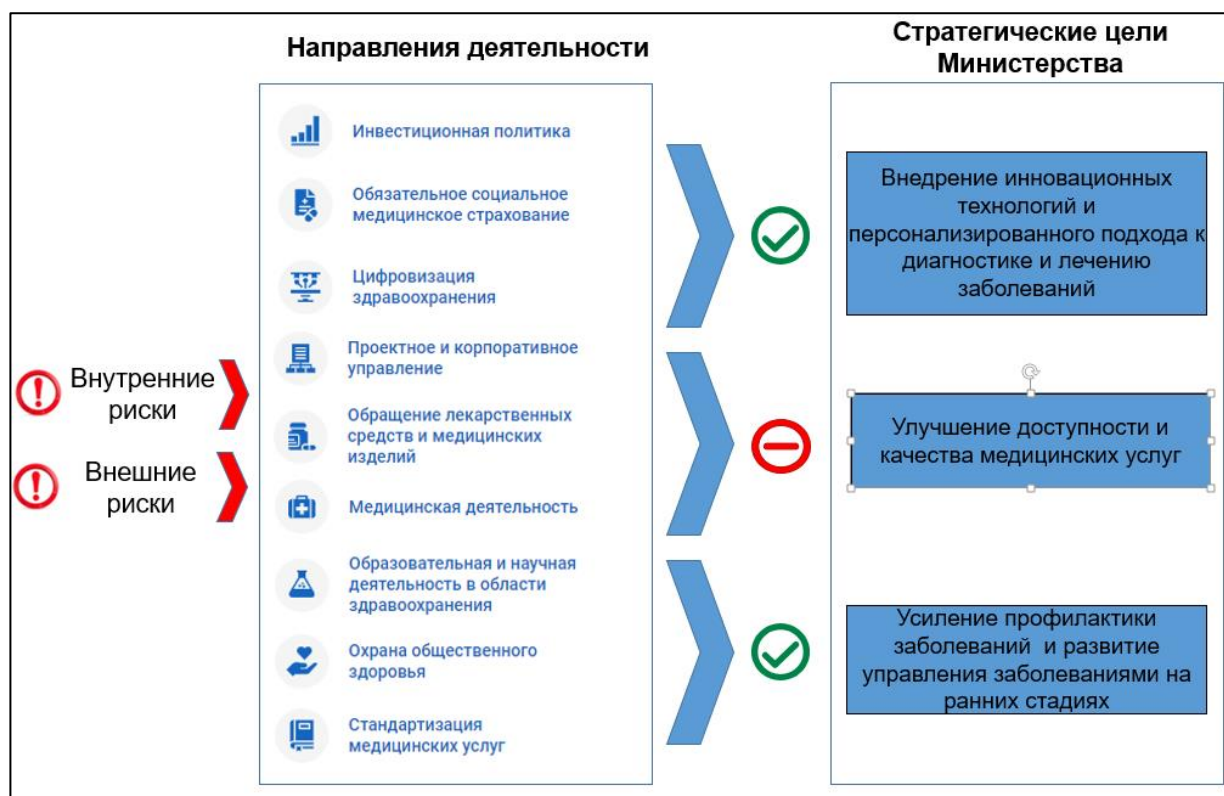 Направления деятельности
Стратегические цели
Министерства
Внутренние
риски
Внешние
риски
Инвестиционная политика
Обязательное социальное
медицинское страхование
Цифровизация
здравоохранения
Проектное и корпоративное
управление
Обращение лекарственных
средств и медицинских
изделий
Медицинская деятельность
Образовательная и научная
деятельность в области
здравоохранения
Охрана общественного
здоровья
Стандартизация
медицинских услуг
Внедрение инновационных
технологий и
персонализированного подхода к
диагностике и лечению
заболеваний
Улучшение доступности и
качества медицинских услуг
Усиление профилактики
заболеваний и развитие
управления заболеваниями на
ранних стадиях